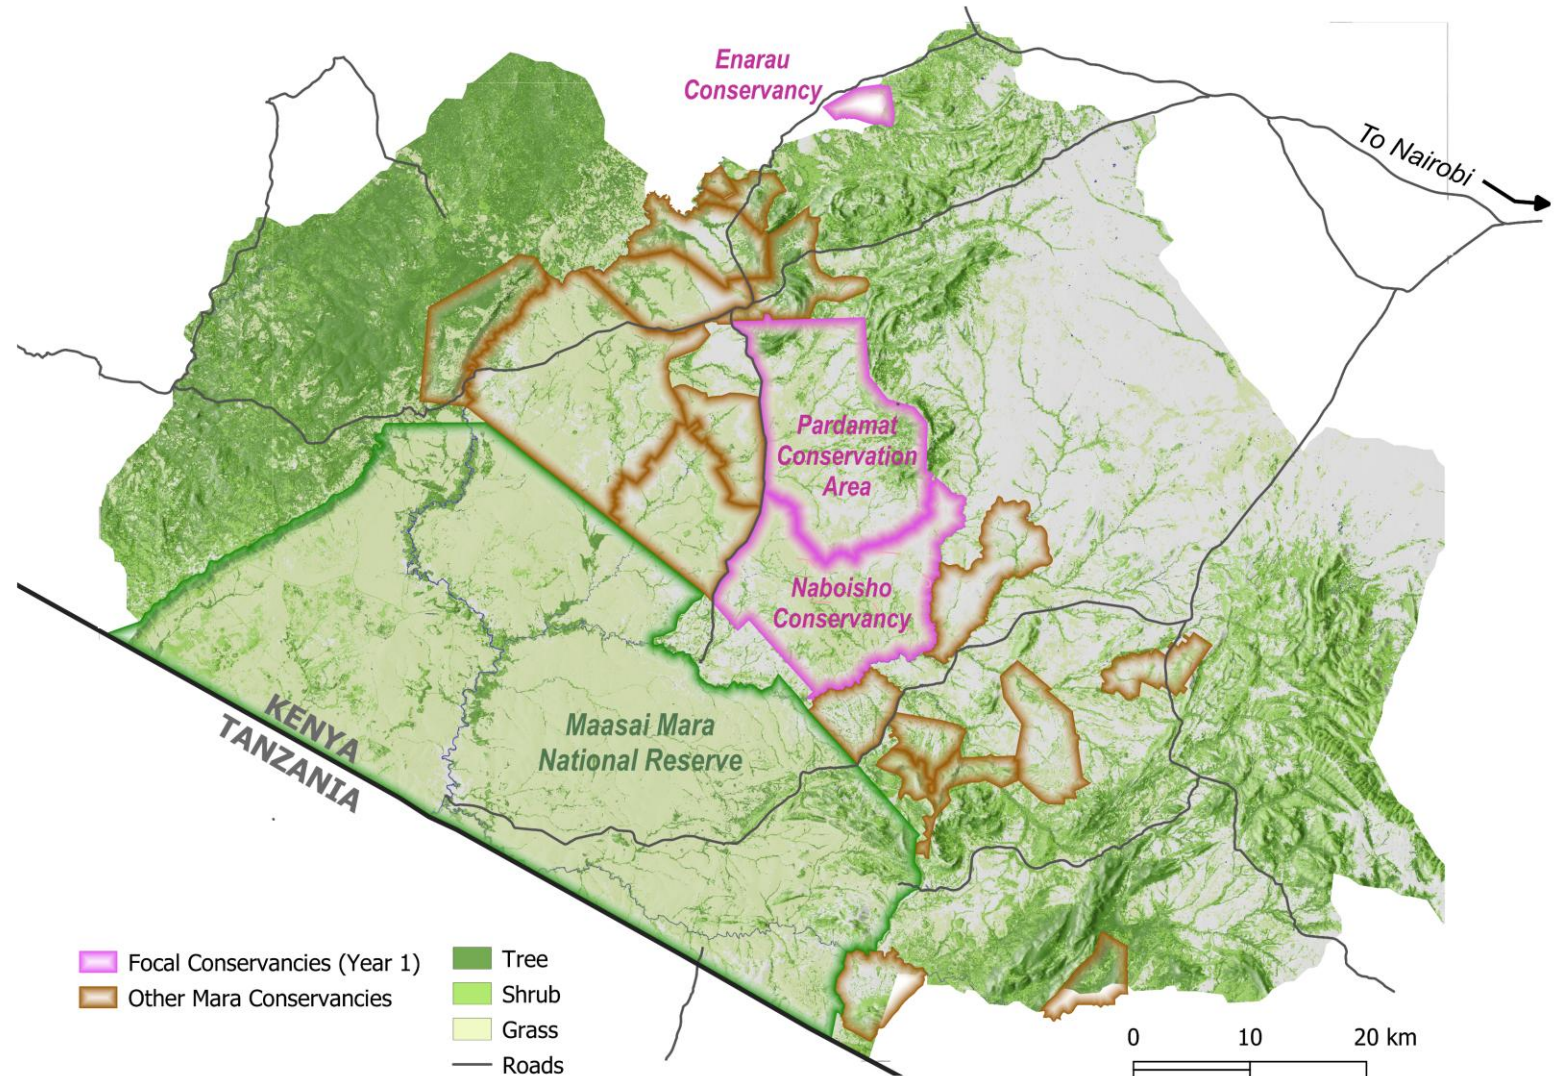 Enarau
Conservancy
To Nairobi
Pardamat
Conservation
Area
Naboisho
Conservancy
Maasai Mara
National Reserve
KENYA
TANZANIA
Focal Conservancies (Year 1)
Other Mara Conservancies
Tree
Shrub
Grass
Roads
0 10 20 km